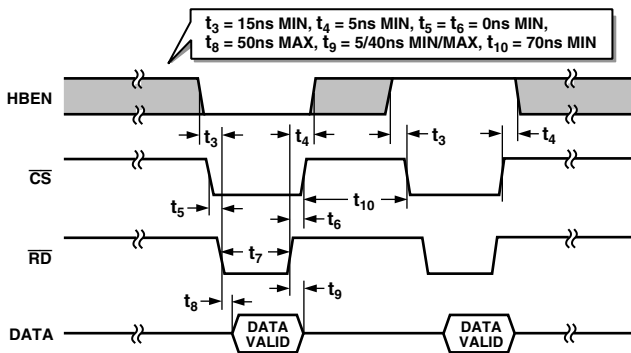 t3 = 15ns MIN, t4 = 5ns MIN, t5 = t6 = 0ns MIN,
t8 = 50ns MAX, t9 = 5/40ns MIN/MAX, t10 = 70ns MIN
HBEN
t3
t4
t3
t4
CS
t5
t10
t6
RD
t7
t8
t9
DATA
DATA
VALID
DATA
VALID